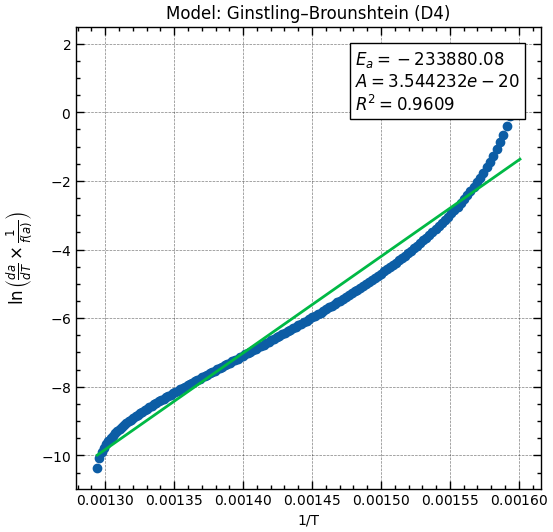 Model: Ginstling–Brounshtein (D4)
2
0
−2
−4
−6
−8
−10
ln(da/dT × 1/f(a))
E_a = −233880.08
A = 3.544232e − 20
R^2 = 0.9609
0.00130 0.00135 0.00140 0.00145 0.00150 0.00155 0.00160
1/T